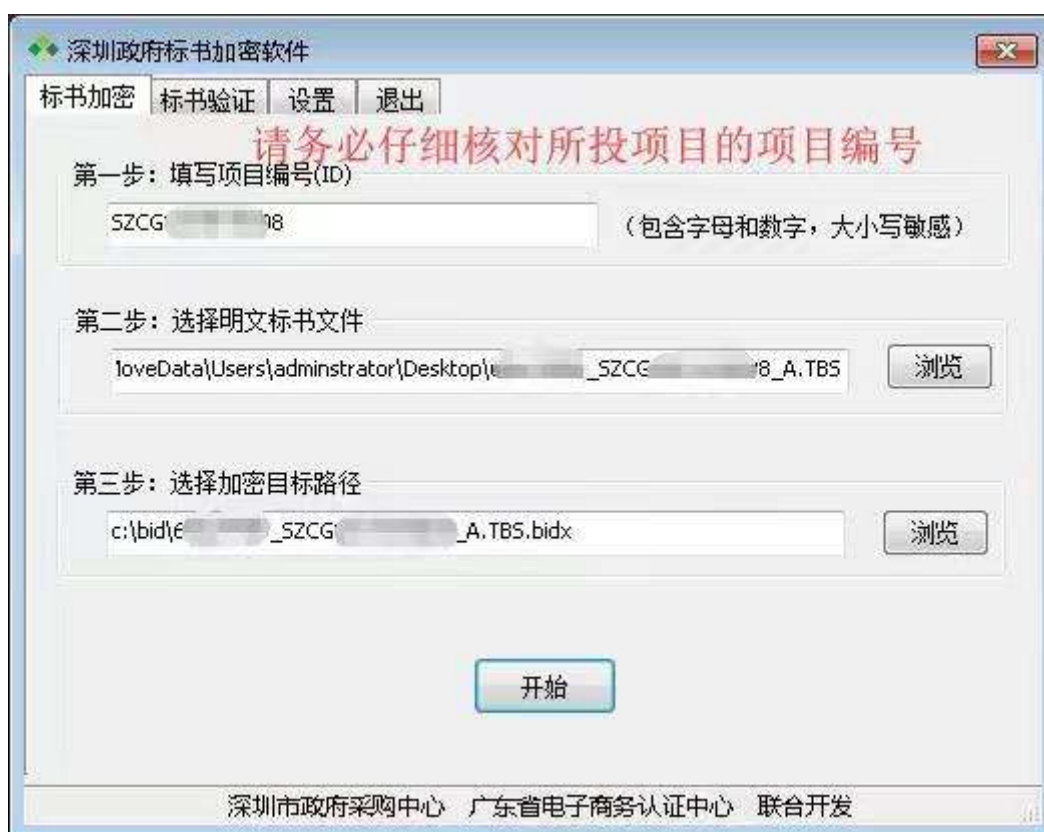 深圳政府标书加密软件
标书加密 标书验证 设置 退出
请务必仔细核对所投项目的项目编号
第一步：填写项目编号(ID)
SZCG 08 （包含字母和数字，大小写敏感）
第二步：选择明文标书文件
loveData\Users\adminstrator\Desktop\ _SZCG 8_A.TBS 浏览
第三步：选择加密目标路径
c:\bid\6 _SZCG _A.TBS.bidx 浏览
开始
深圳市政府采购中心 广东省电子商务认证中心 联合开发